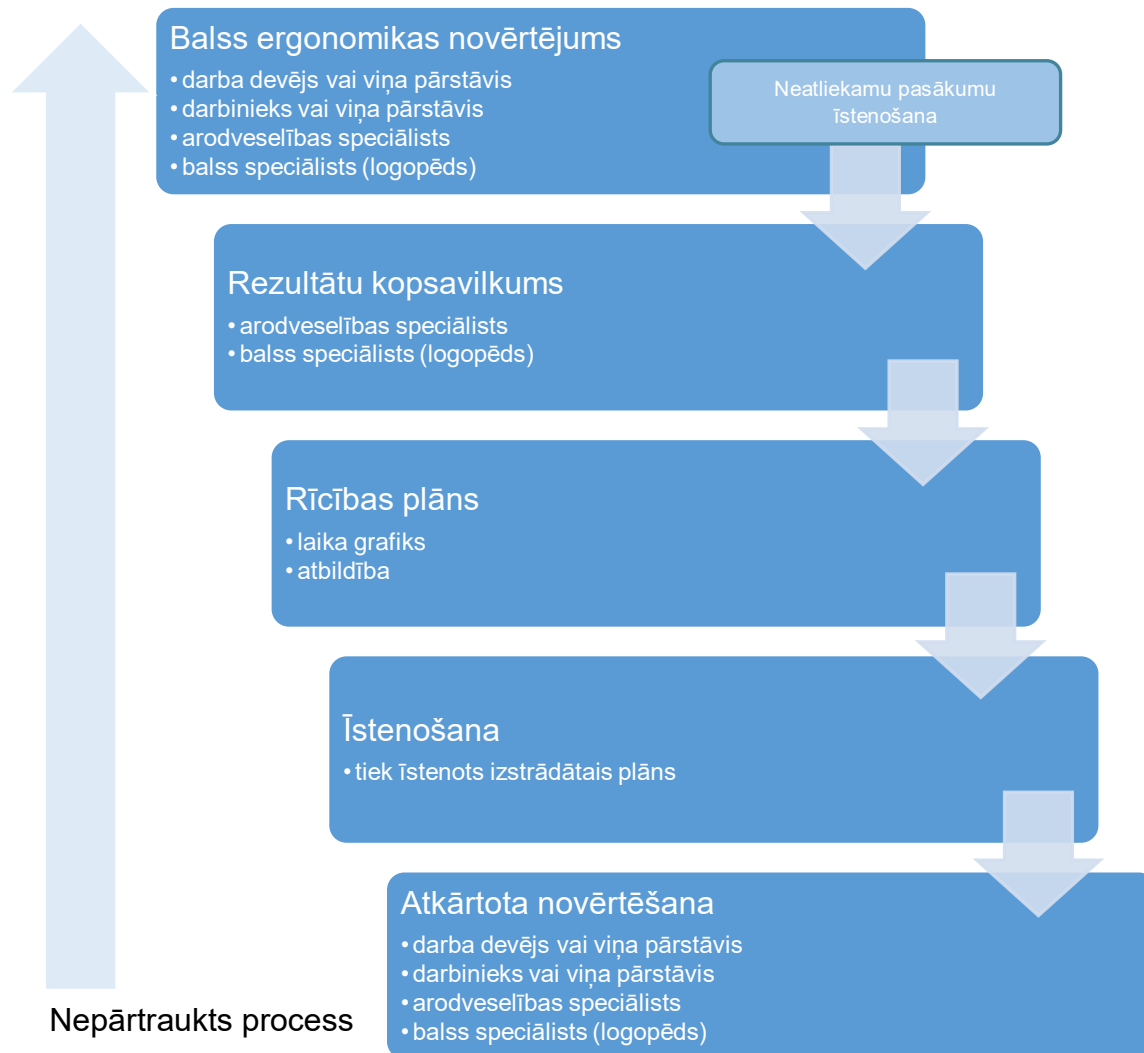 Balss ergonomikas novērtējums
• darba devējs vai viņa pārstāvis
• darbinieks vai viņa pārstāvis
• arodveselības speciālists
• balss speciālists (logopēds)
Neatliekamu pasākumu
īstenošana
Rezultātu kopsavilkums
• arodveselības speciālists
• balss speciālists (logopēds)
Rīcības plāns
• laika grafiks
• atbildība
Īstenošana
• tiek īstenots izstrādātais plāns
Atkārtota novērtēšana
• darba devējs vai viņa pārstāvis
• darbinieks vai viņa pārstāvis
• arodveselības speciālists
• balss speciālists (logopēds)
Nepārtraukts process